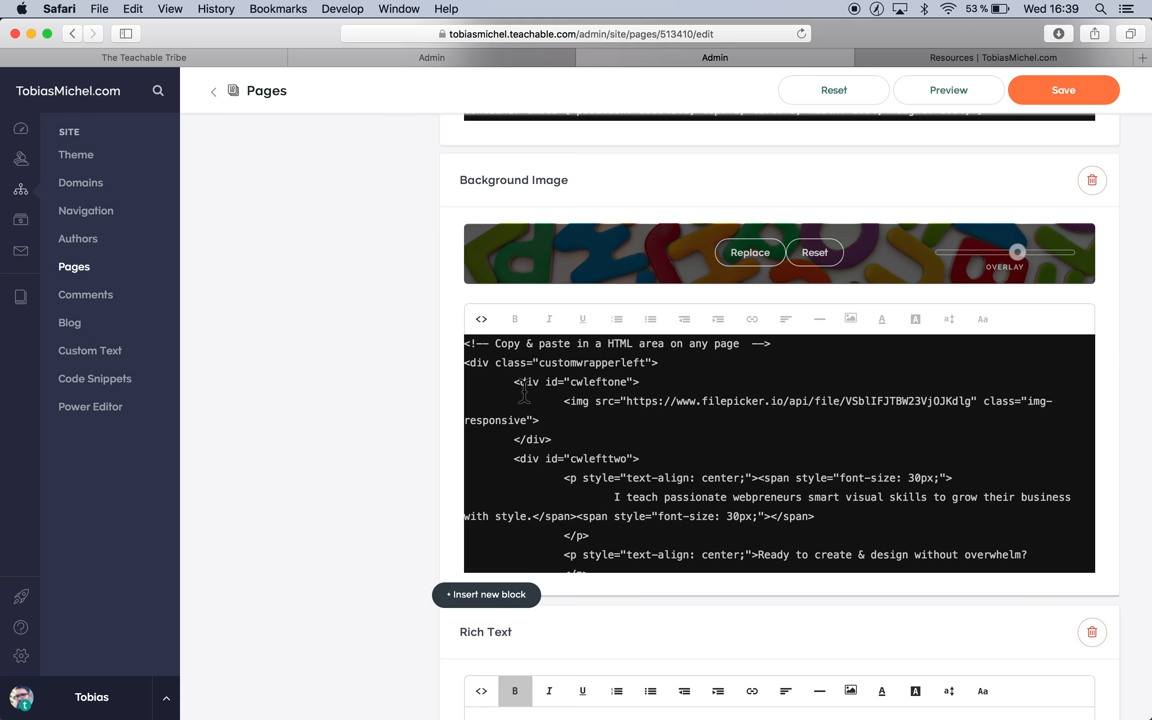 Safari File Edit View History Bookmarks Develop Window Help 53 % Wed 16:39
tobiasmichel.teachable.com/admin/site/pages/513410/edit
The Teachable Tribe Admin Admin Resources | TobiasMichel.com
TobiasMichel.com Pages Reset Preview Save
SITE
Theme
Domains
Navigation
Authors
Pages
Comments
Blog
Custom Text
Code Snippets
Power Editor
Tobias
Background Image
Replace Reset
OVERLAY
<> B I U A A Aa
<!-- Copy & paste in a HTML area on any page -->
<div class="customwrapperleft">
<div id="cwleftone">
<img src="https://www.filepicker.io/api/file/VSblIFJTBW23VjOJKdlg" class="img-
responsive">
</div>
<div id="cwlefttwo">
<p style="text-align: center;"><span style="font-size: 30px;">
I teach passionate webpreneurs smart visual skills to grow their business
with style.</span><span style="font-size: 30px;"></span>
</p>
<p style="text-align: center;">Ready to create & design without overwhelm?
+ Insert new block
Rich Text
<> B I U A A Aa